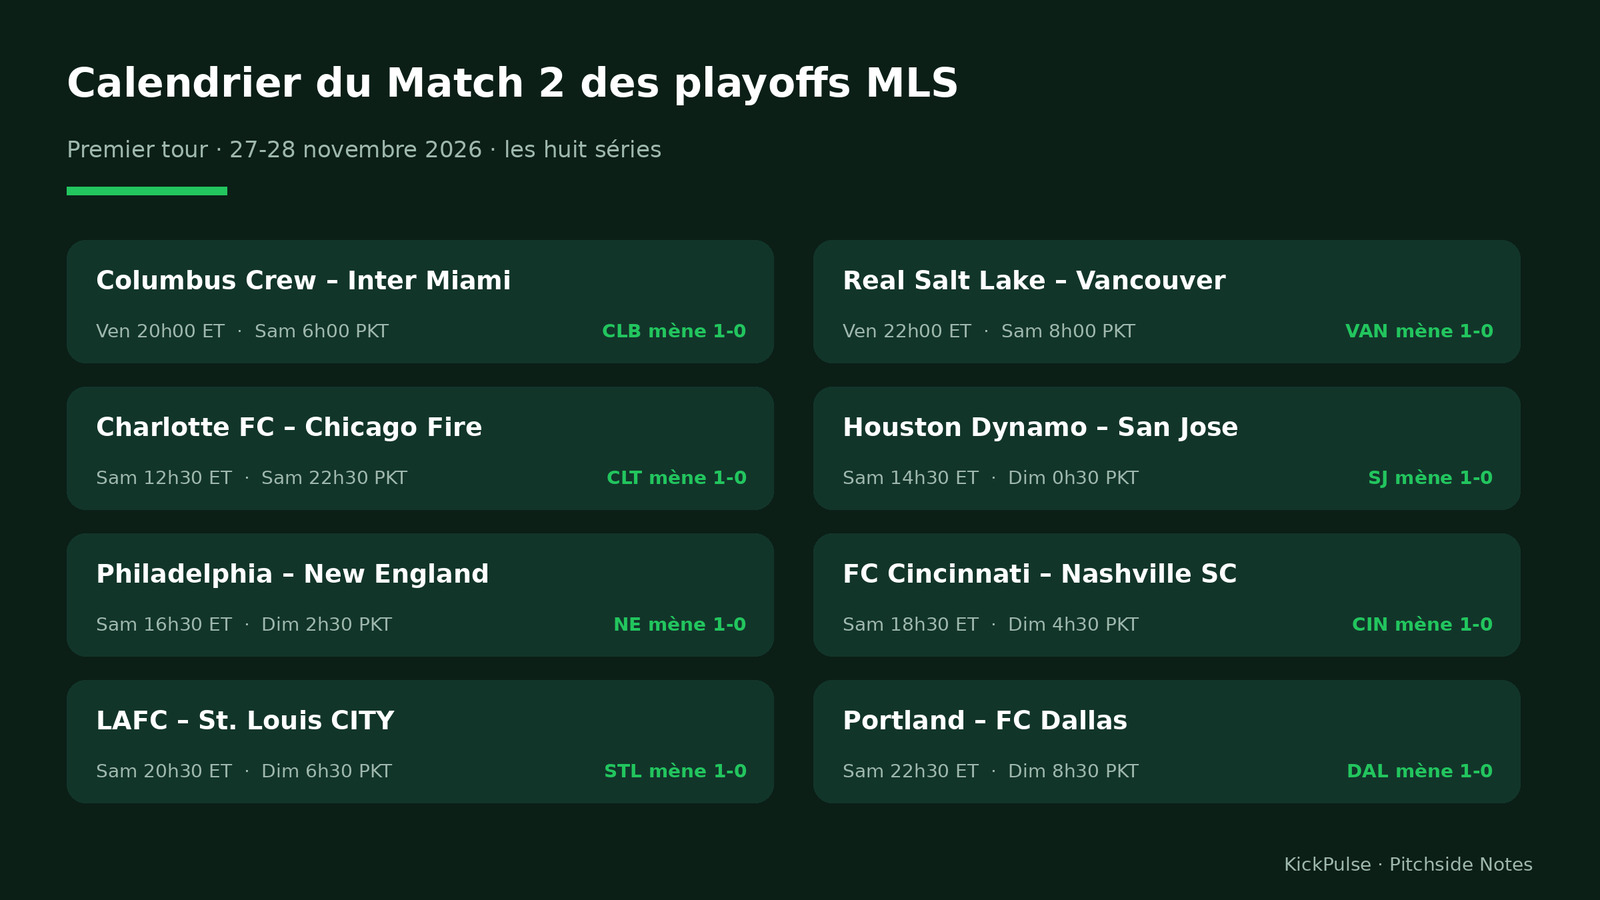 Calendrier du Match 2 des playoffs MLS
Premier tour · 27-28 novembre 2026 · les huit séries
Columbus Crew – Inter Miami
Ven 20h00 ET · Sam 6h00 PKT
CLB mène 1-0
Real Salt Lake – Vancouver
Ven 22h00 ET · Sam 8h00 PKT
VAN mène 1-0
Charlotte FC – Chicago Fire
Sam 12h30 ET · Sam 22h30 PKT
CLT mène 1-0
Houston Dynamo – San Jose
Sam 14h30 ET · Dim 0h30 PKT
SJ mène 1-0
Philadelphia – New England
Sam 16h30 ET · Dim 2h30 PKT
NE mène 1-0
FC Cincinnati – Nashville SC
Sam 18h30 ET · Dim 4h30 PKT
CIN mène 1-0
LAFC – St. Louis CITY
Sam 20h30 ET · Dim 6h30 PKT
STL mène 1-0
Portland – FC Dallas
Sam 22h30 ET · Dim 8h30 PKT
DAL mène 1-0
KickPulse · Pitchside Notes